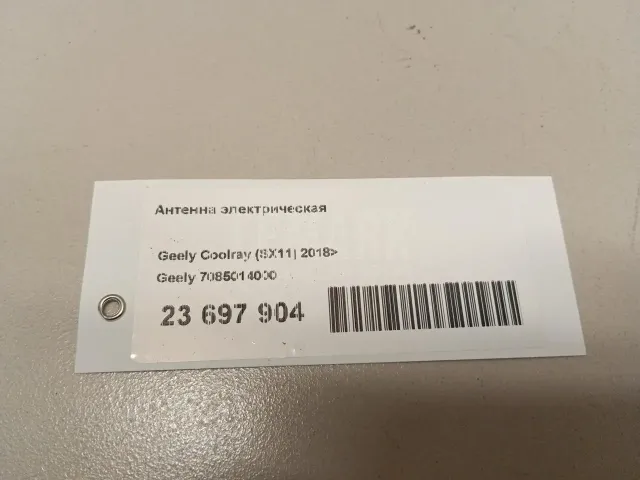 Антенна электрическая
Geely Coolray (SX11) 2018>
Geely 7085014000
23 697 904